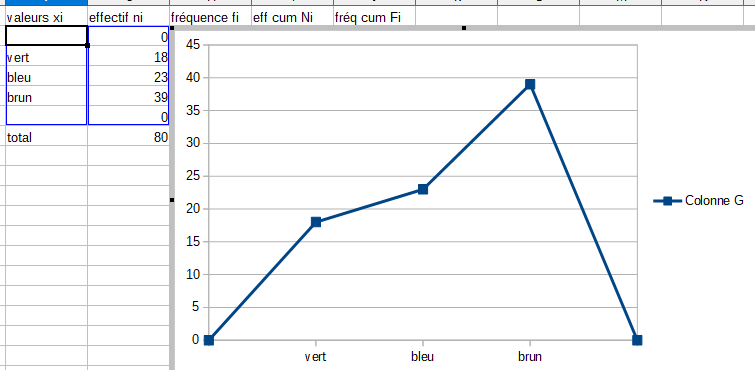 valeurs xi effectif ni fréquence fi eff cum Ni fréq cum Fi
0
vert 18
bleu 23
brun 39
0
total 80
45
40
35
30
25
20
15
10
5
0
vert bleu brun
Colonne G